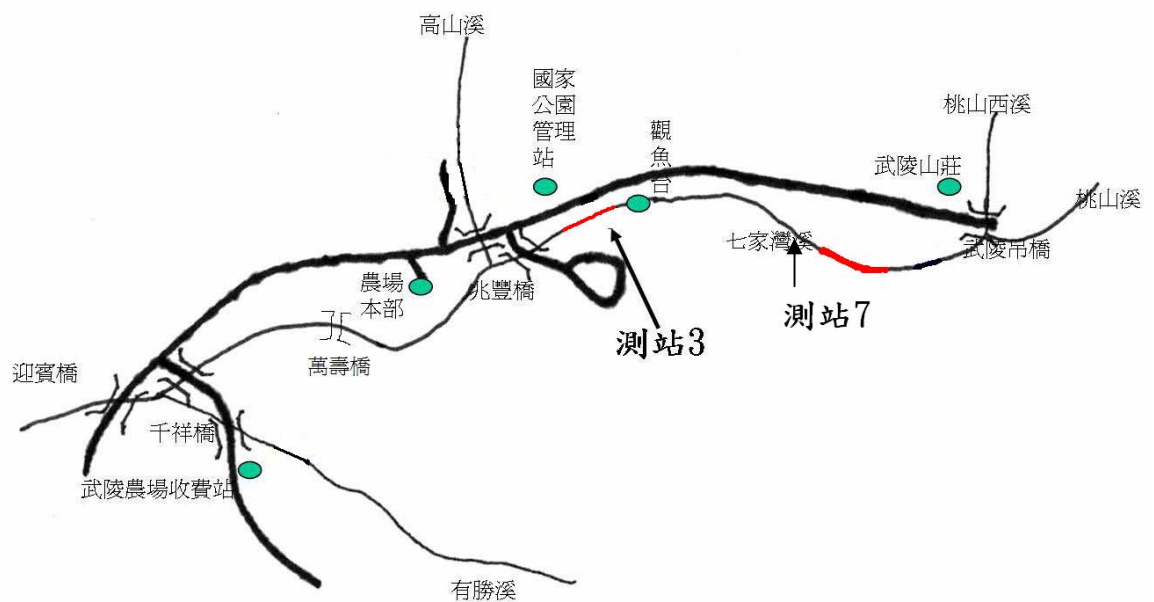 高山溪
國家
公園
管理
站
觀
魚
台
桃山西溪
武陵山莊
桃山溪
七家灣溪
武陵吊橋
農場
本部
兆豐橋
測站3
測站7
萬壽橋
迎賓橋
千祥橋
武陵農場收費站
有勝溪